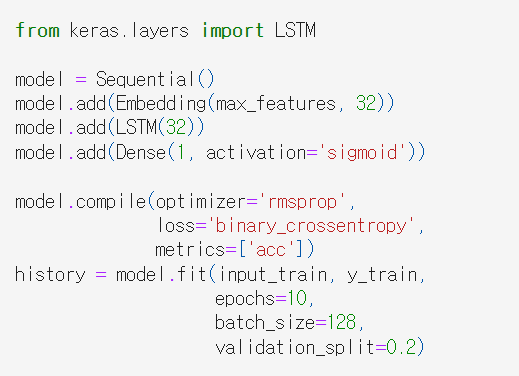 from keras.layers import LSTM

model = Sequential()
model.add(Embedding(max_features, 32))
model.add(LSTM(32))
model.add(Dense(1, activation='sigmoid'))

model.compile(optimizer='rmsprop',
              loss='binary_crossentropy',
              metrics=['acc'])
history = model.fit(input_train, y_train,
                    epochs=10,
                    batch_size=128,
                    validation_split=0.2)